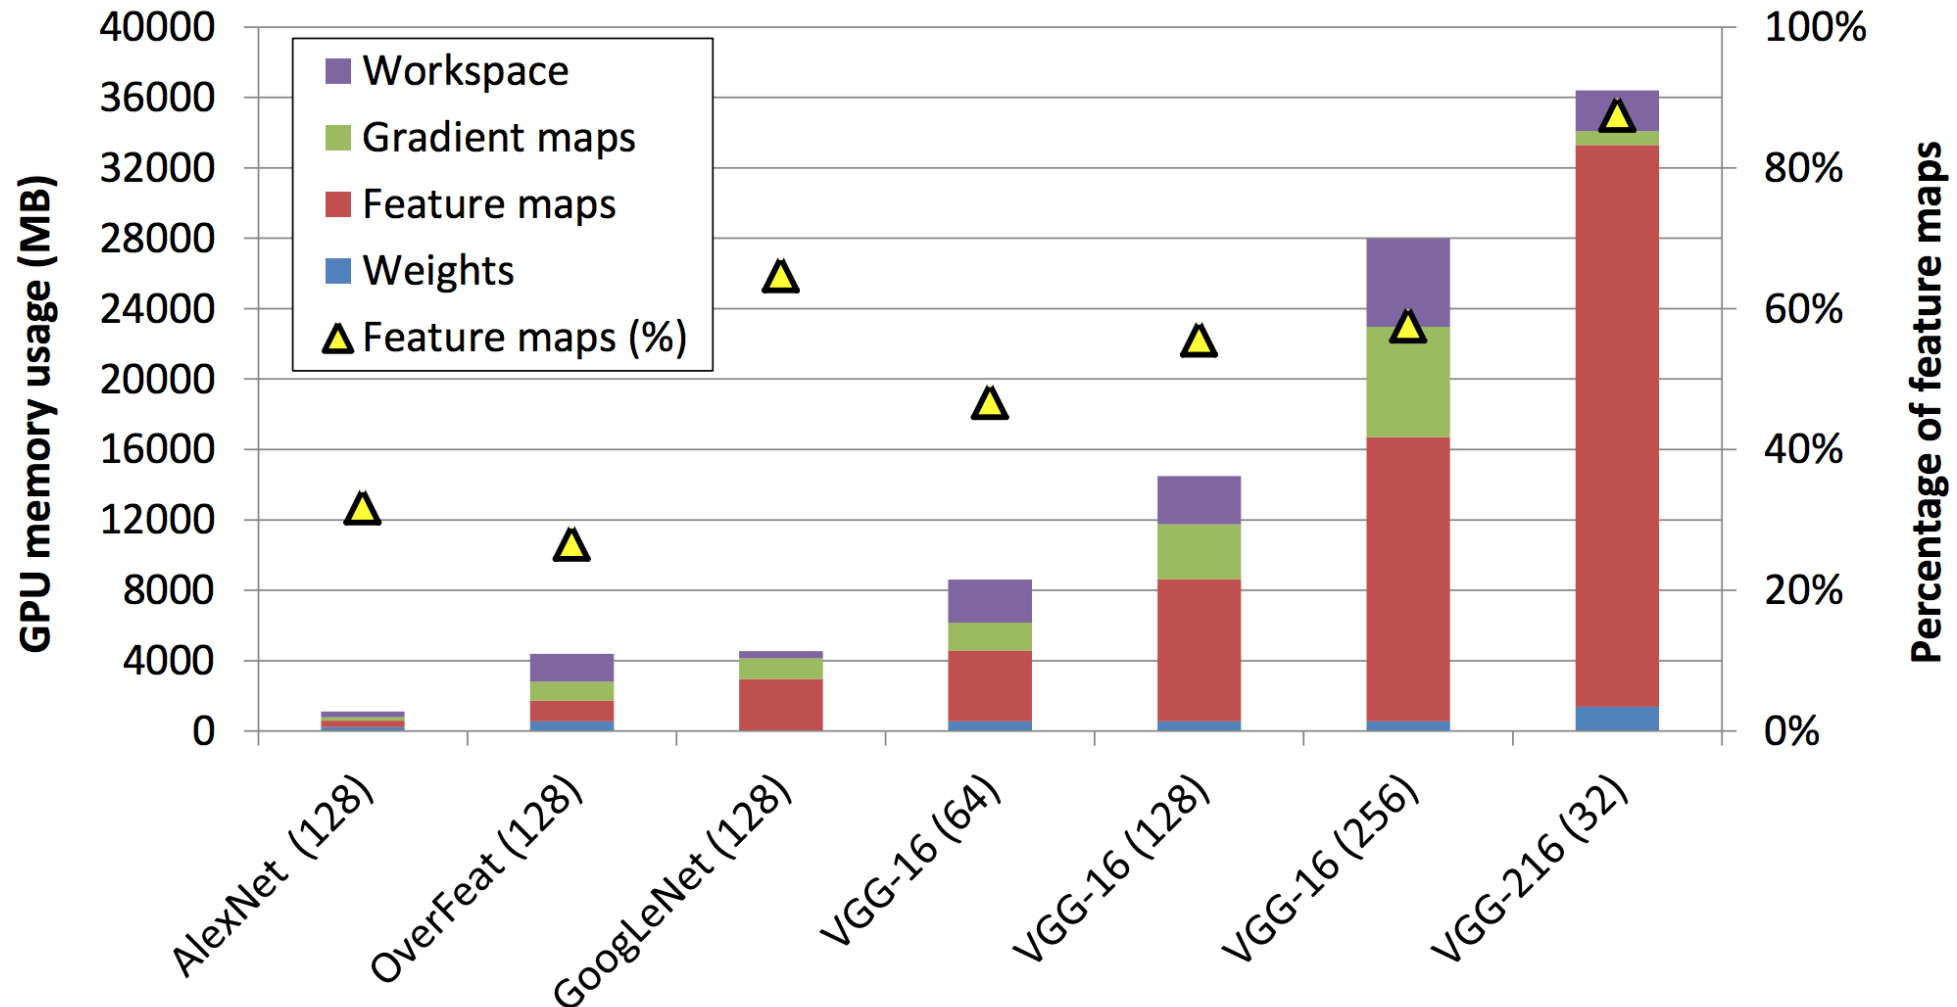 GPU memory usage (MB)
40000
36000
32000
28000
24000
20000
16000
12000
8000
4000
0
Workspace
Gradient maps
Feature maps
Weights
Feature maps (%)
100%
80%
60%
40%
20%
0%
Percentage of feature maps
AlexNet (128)
OverFeat (128)
GoogLeNet (128)
VGG-16 (64)
VGG-16 (128)
VGG-16 (256)
VGG-216 (32)